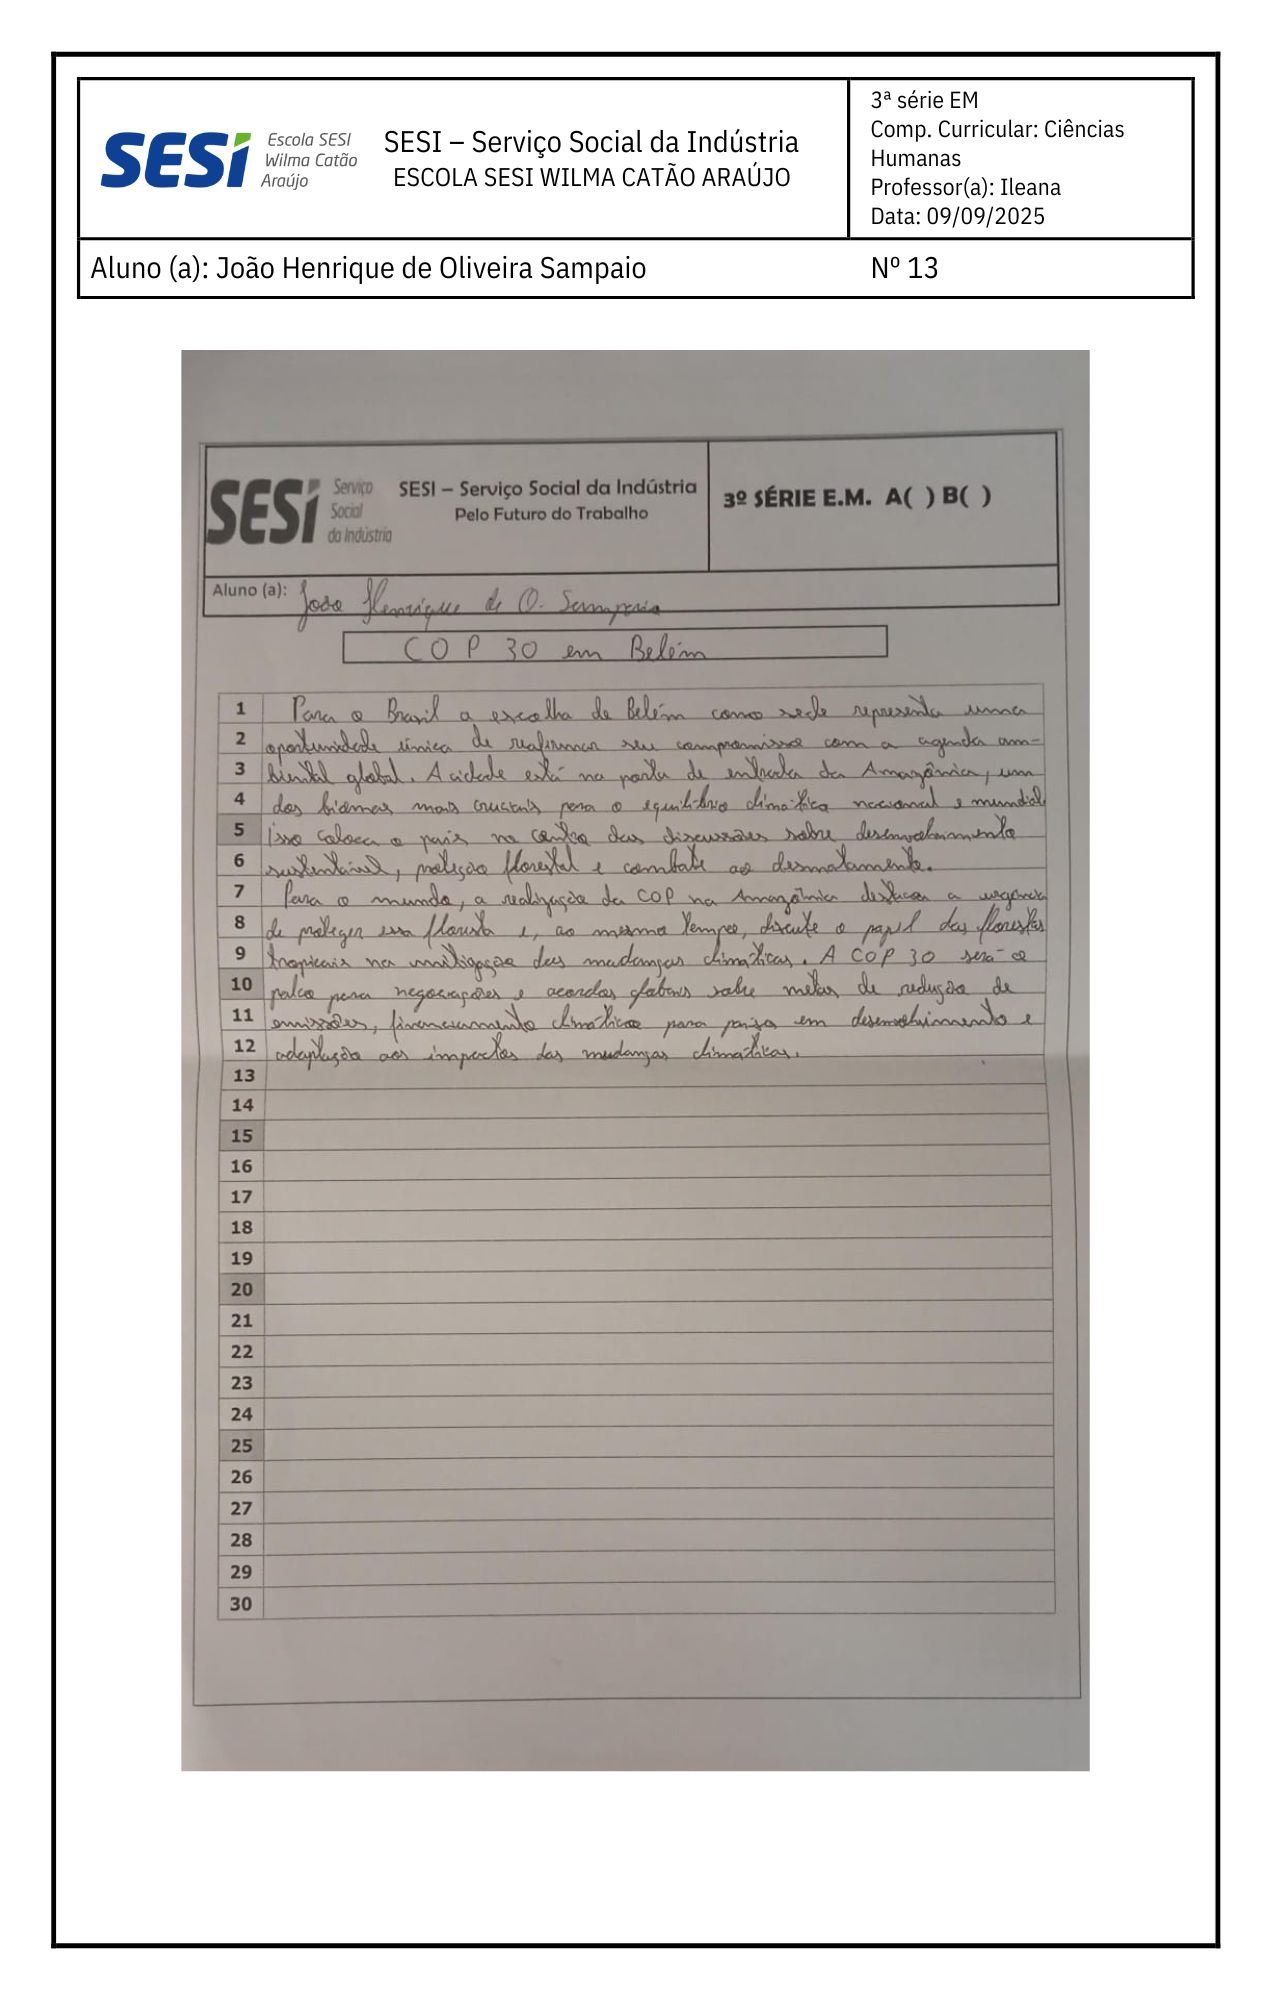 SESI
Escola SESI
Wilma Catão
Araújo
SESI – Serviço Social da Indústria
ESCOLA SESI WILMA CATÃO ARAÚJO
3ª série EM
Comp. Curricular: Ciências
Humanas
Professor(a): Ileana
Data: 09/09/2025
Aluno (a): João Henrique de Oliveira Sampaio
Nº 13
SESI
Serviço
Social
da Indústria
SESI – Serviço Social da Indústria
Pelo Futuro do Trabalho
3º SÉRIE E.M. A( ) B( )
Aluno (a): João Henrique de O. Sampaio
COP 30 em Belém
1 Para o Brasil a escolha de Belém como sede representa uma
2 oportunidade única de reafirmar seu compromisso com a agenda am-
3 biental global. A cidade está na porta de entrada da Amazônica, um
4 dos biomas mais cruciais para o equilíbrio climático nacional e mundial
5 isso coloca o país no centro das discussões sobre desenvolvimento
6 sustentável, proteção florestal e combate ao desmatamento.
7 Para o mundo, a realização da COP na Amazônica destaca a urgência
8 de proteger essa floresta e, ao mesmo tempo, discute o papel das florestas
9 tropicais na mitigação das mudanças climáticas. A COP 30 será o
10 palco para negociações e acordos globais sobre metas de redução de
11 emissões, financiamento climático para países em desenvolvimento e
12 adaptação aos impactos das mudanças climáticas.
13
14
15
16
17
18
19
20
21
22
23
24
25
26
27
28
29
30